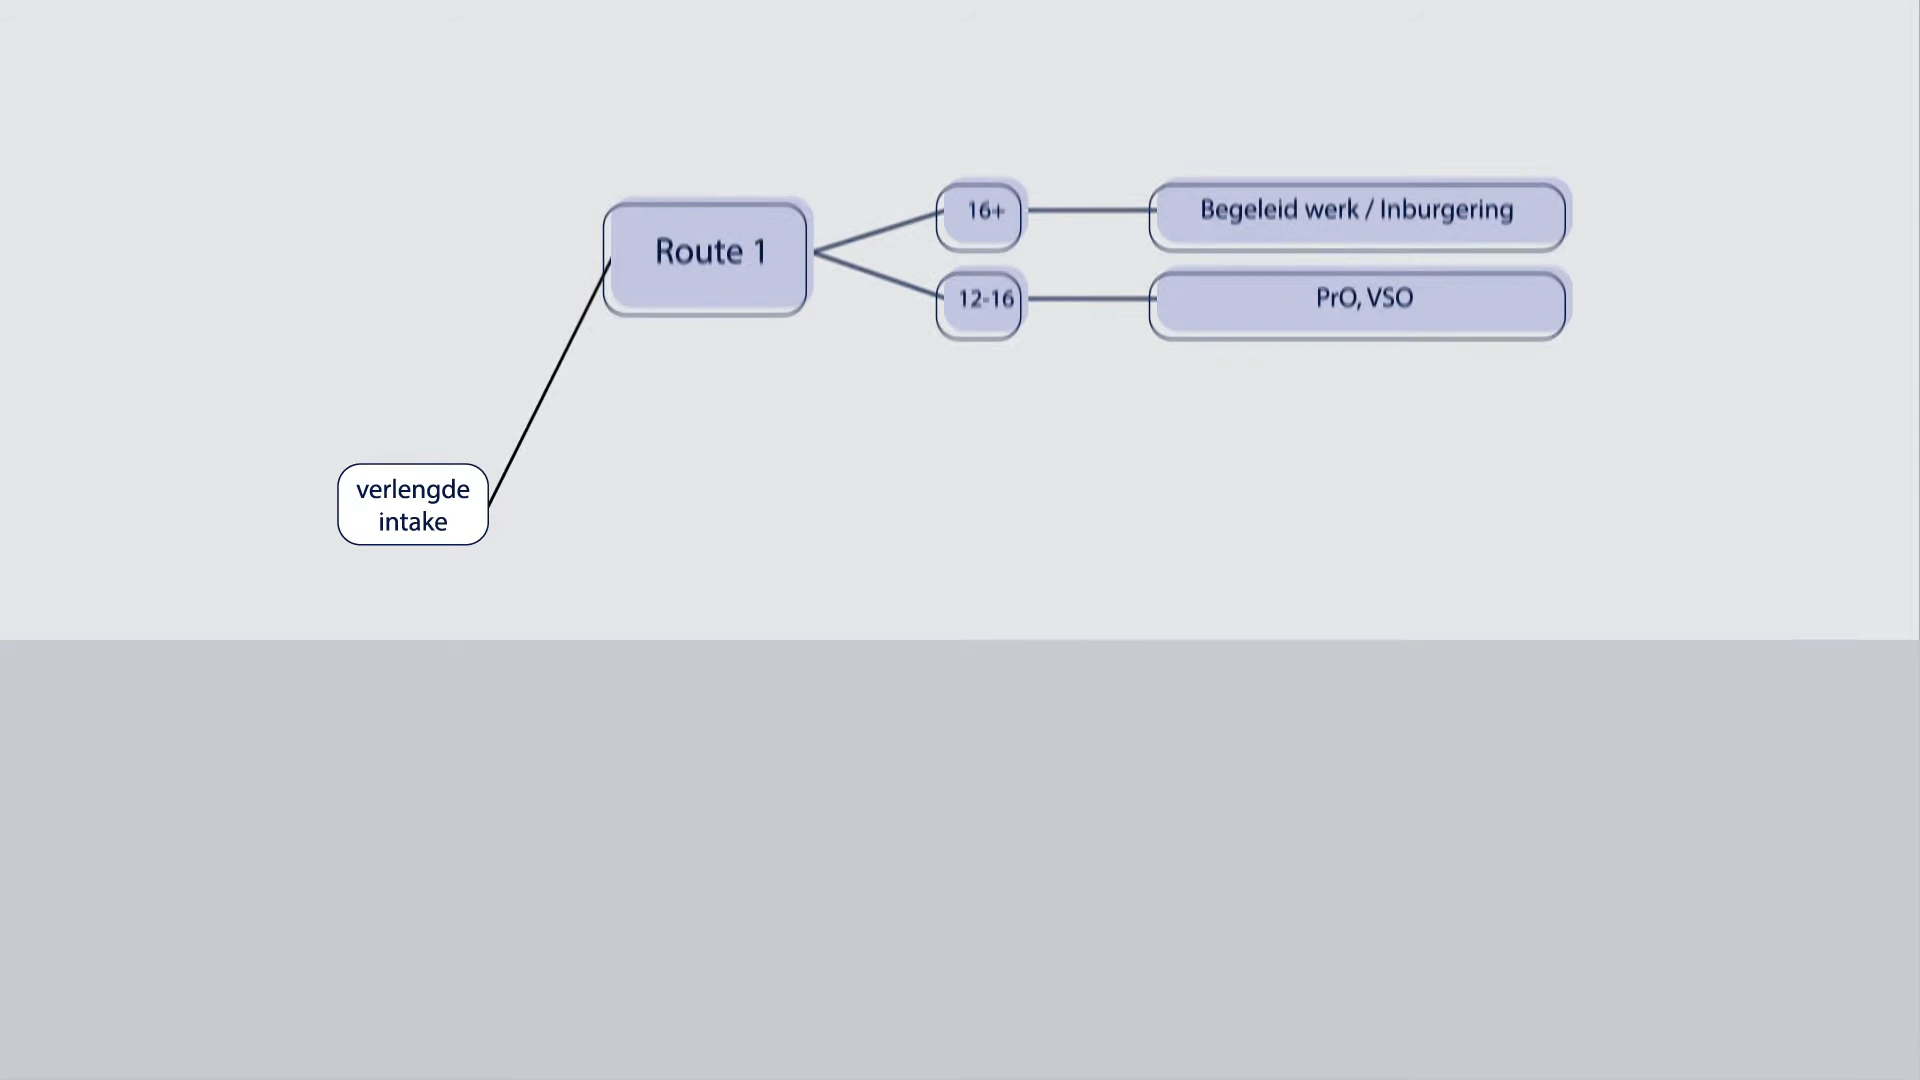 16+
Begeleid werk / Inburgering
Route 1
12-16
PrO, VSO
verlengde
intake